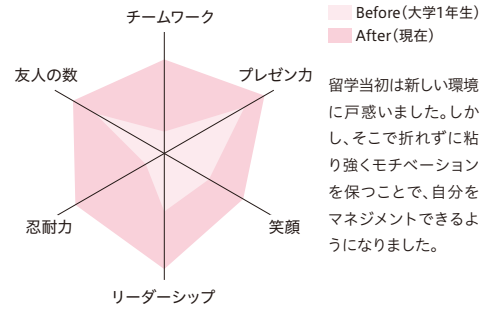 チームワーク
プレゼン力
笑顔
リーダーシップ
忍耐力
友人の数
Before（大学1年生）
After（現在）
留学当初は新しい環境
に戸惑いました。しか
し、そこで折れずに粘
り強くモチベーション
を保つことで、自分を
マネジメントできるよ
うになりました。